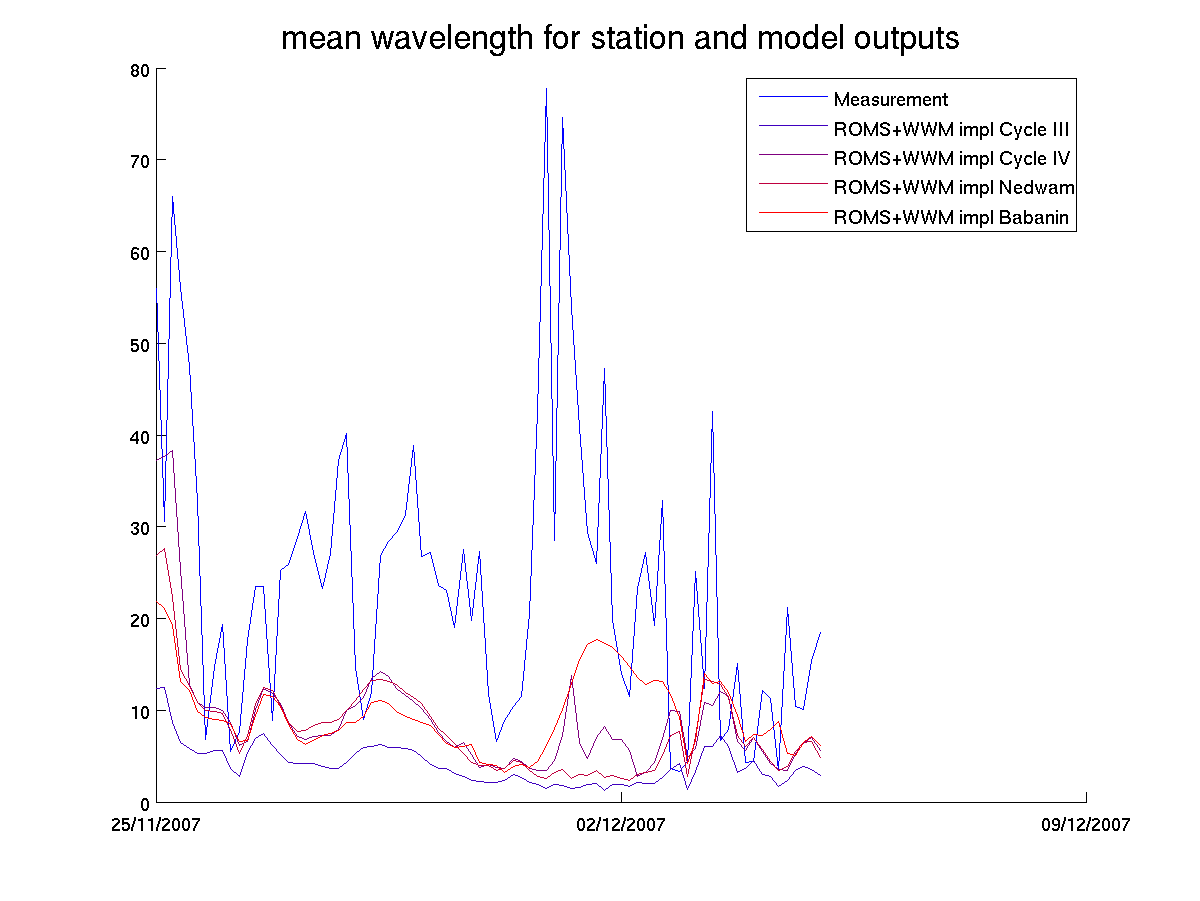 mean wavelength for station and model outputs
80
70
60
50
40
30
20
10
0
25/11/2007
02/12/2007
09/12/2007
Measurement
ROMS+WWM impl Cycle III
ROMS+WWM impl Cycle IV
ROMS+WWM impl Nedwam
ROMS+WWM impl Babanin